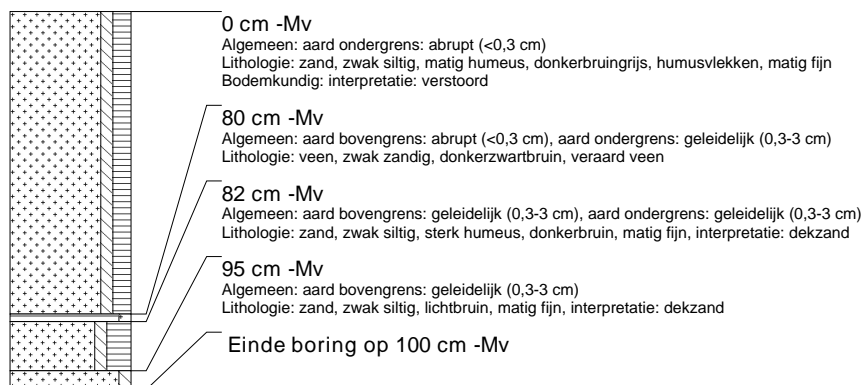 0 cm -Mv
Algemeen: aard ondergrens: abrupt (<0,3 cm)
Lithologie: zand, zwak siltig, matig humeus, donkerbruingrijs, humusvlekken, matig fijn
Bodemkundig: interpretatie: verstoord
80 cm -Mv
Algemeen: aard bovengrens: abrupt (<0,3 cm), aard ondergrens: geleidelijk (0,3-3 cm)
Lithologie: veen, zwak zandig, donkerzwartbruin, veraard veen
82 cm -Mv
Algemeen: aard bovengrens: geleidelijk (0,3-3 cm), aard ondergrens: geleidelijk (0,3-3 cm)
Lithologie: zand, zwak siltig, sterk humeus, donkerbruin, matig fijn, interpretatie: dekzand
95 cm -Mv
Algemeen: aard bovengrens: geleidelijk (0,3-3 cm)
Lithologie: zand, zwak siltig, lichtbruin, matig fijn, interpretatie: dekzand
Einde boring op 100 cm -Mv